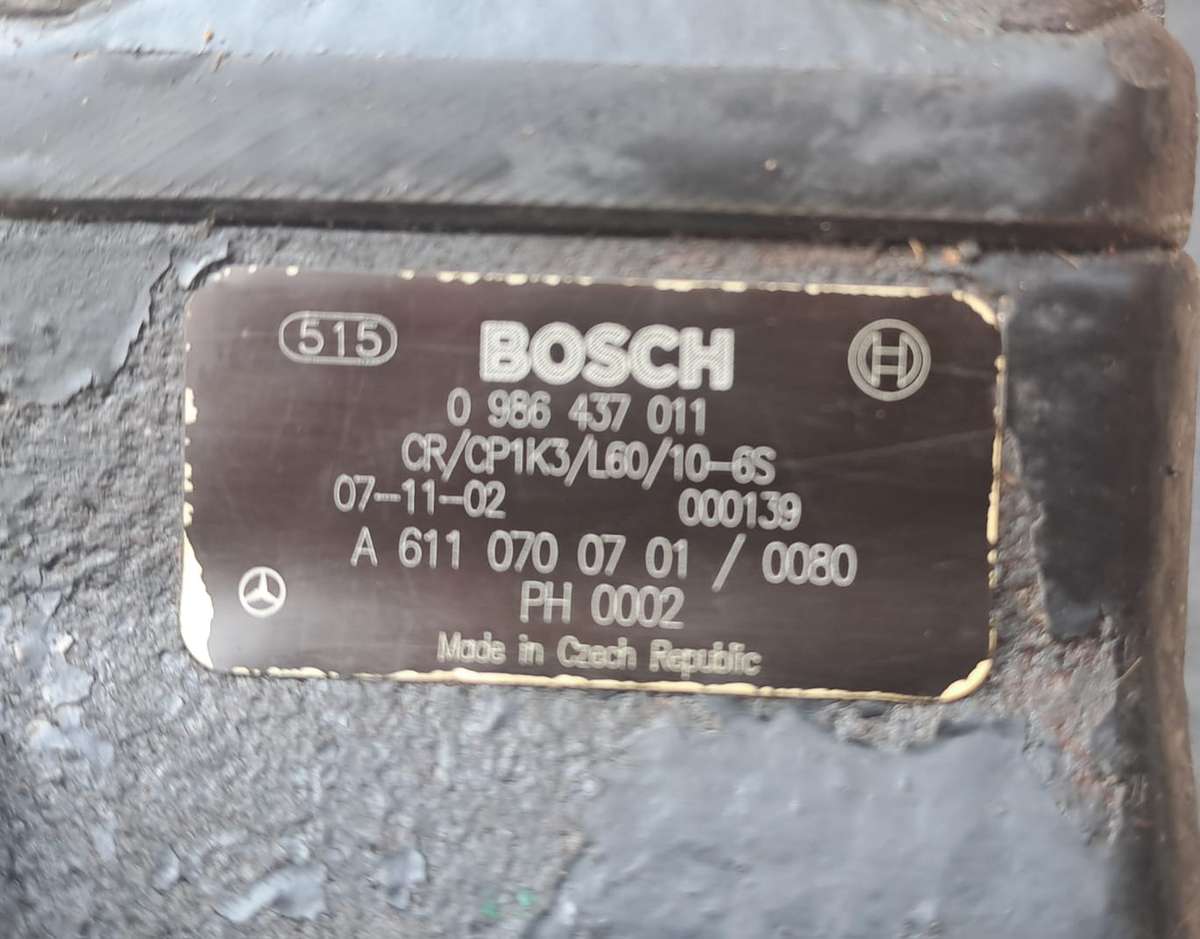 515 BOSCH
0 986 437 011
CR/CP1K3/L60/10-6S
07-11-02 000139
A 611 070 07 01 / 0080
PH 0002
Made in Czech Republic